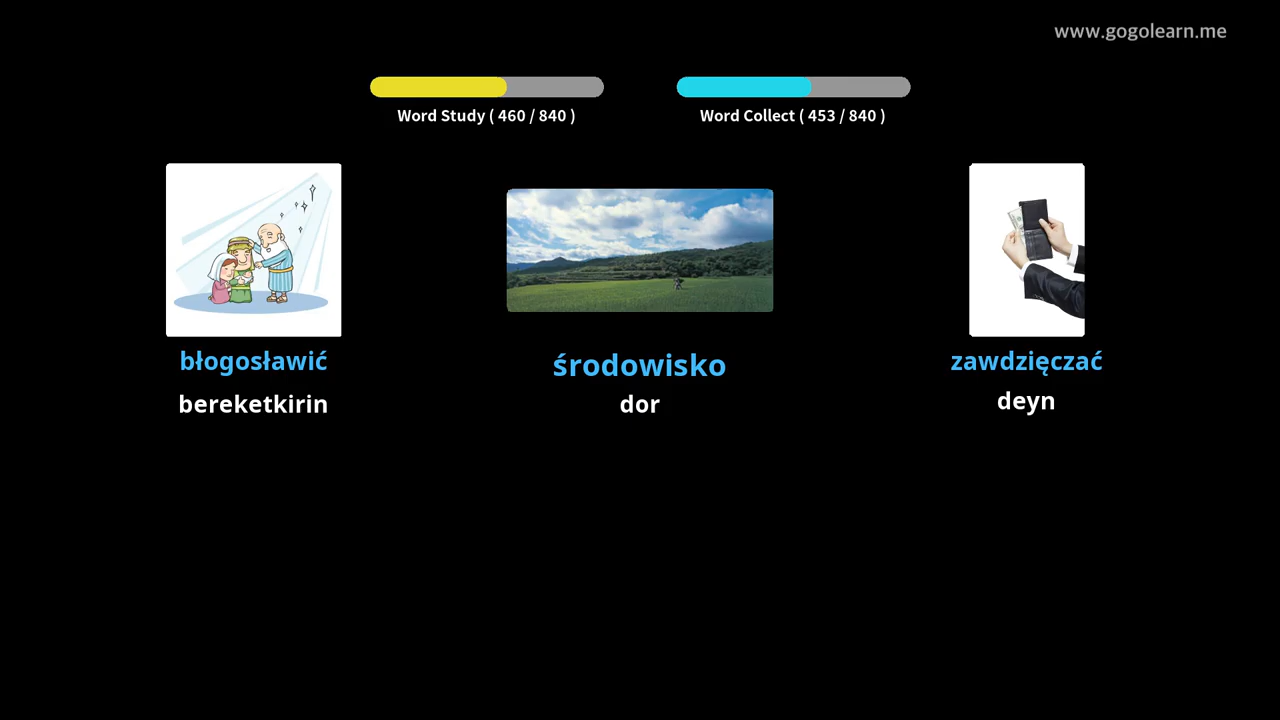 www.gogolearn.me
Word Study ( 460 / 840 )
Word Collect ( 453 / 840 )
błogosławić
bereketkirin
środowisko
dor
zawdzięczać
deyn